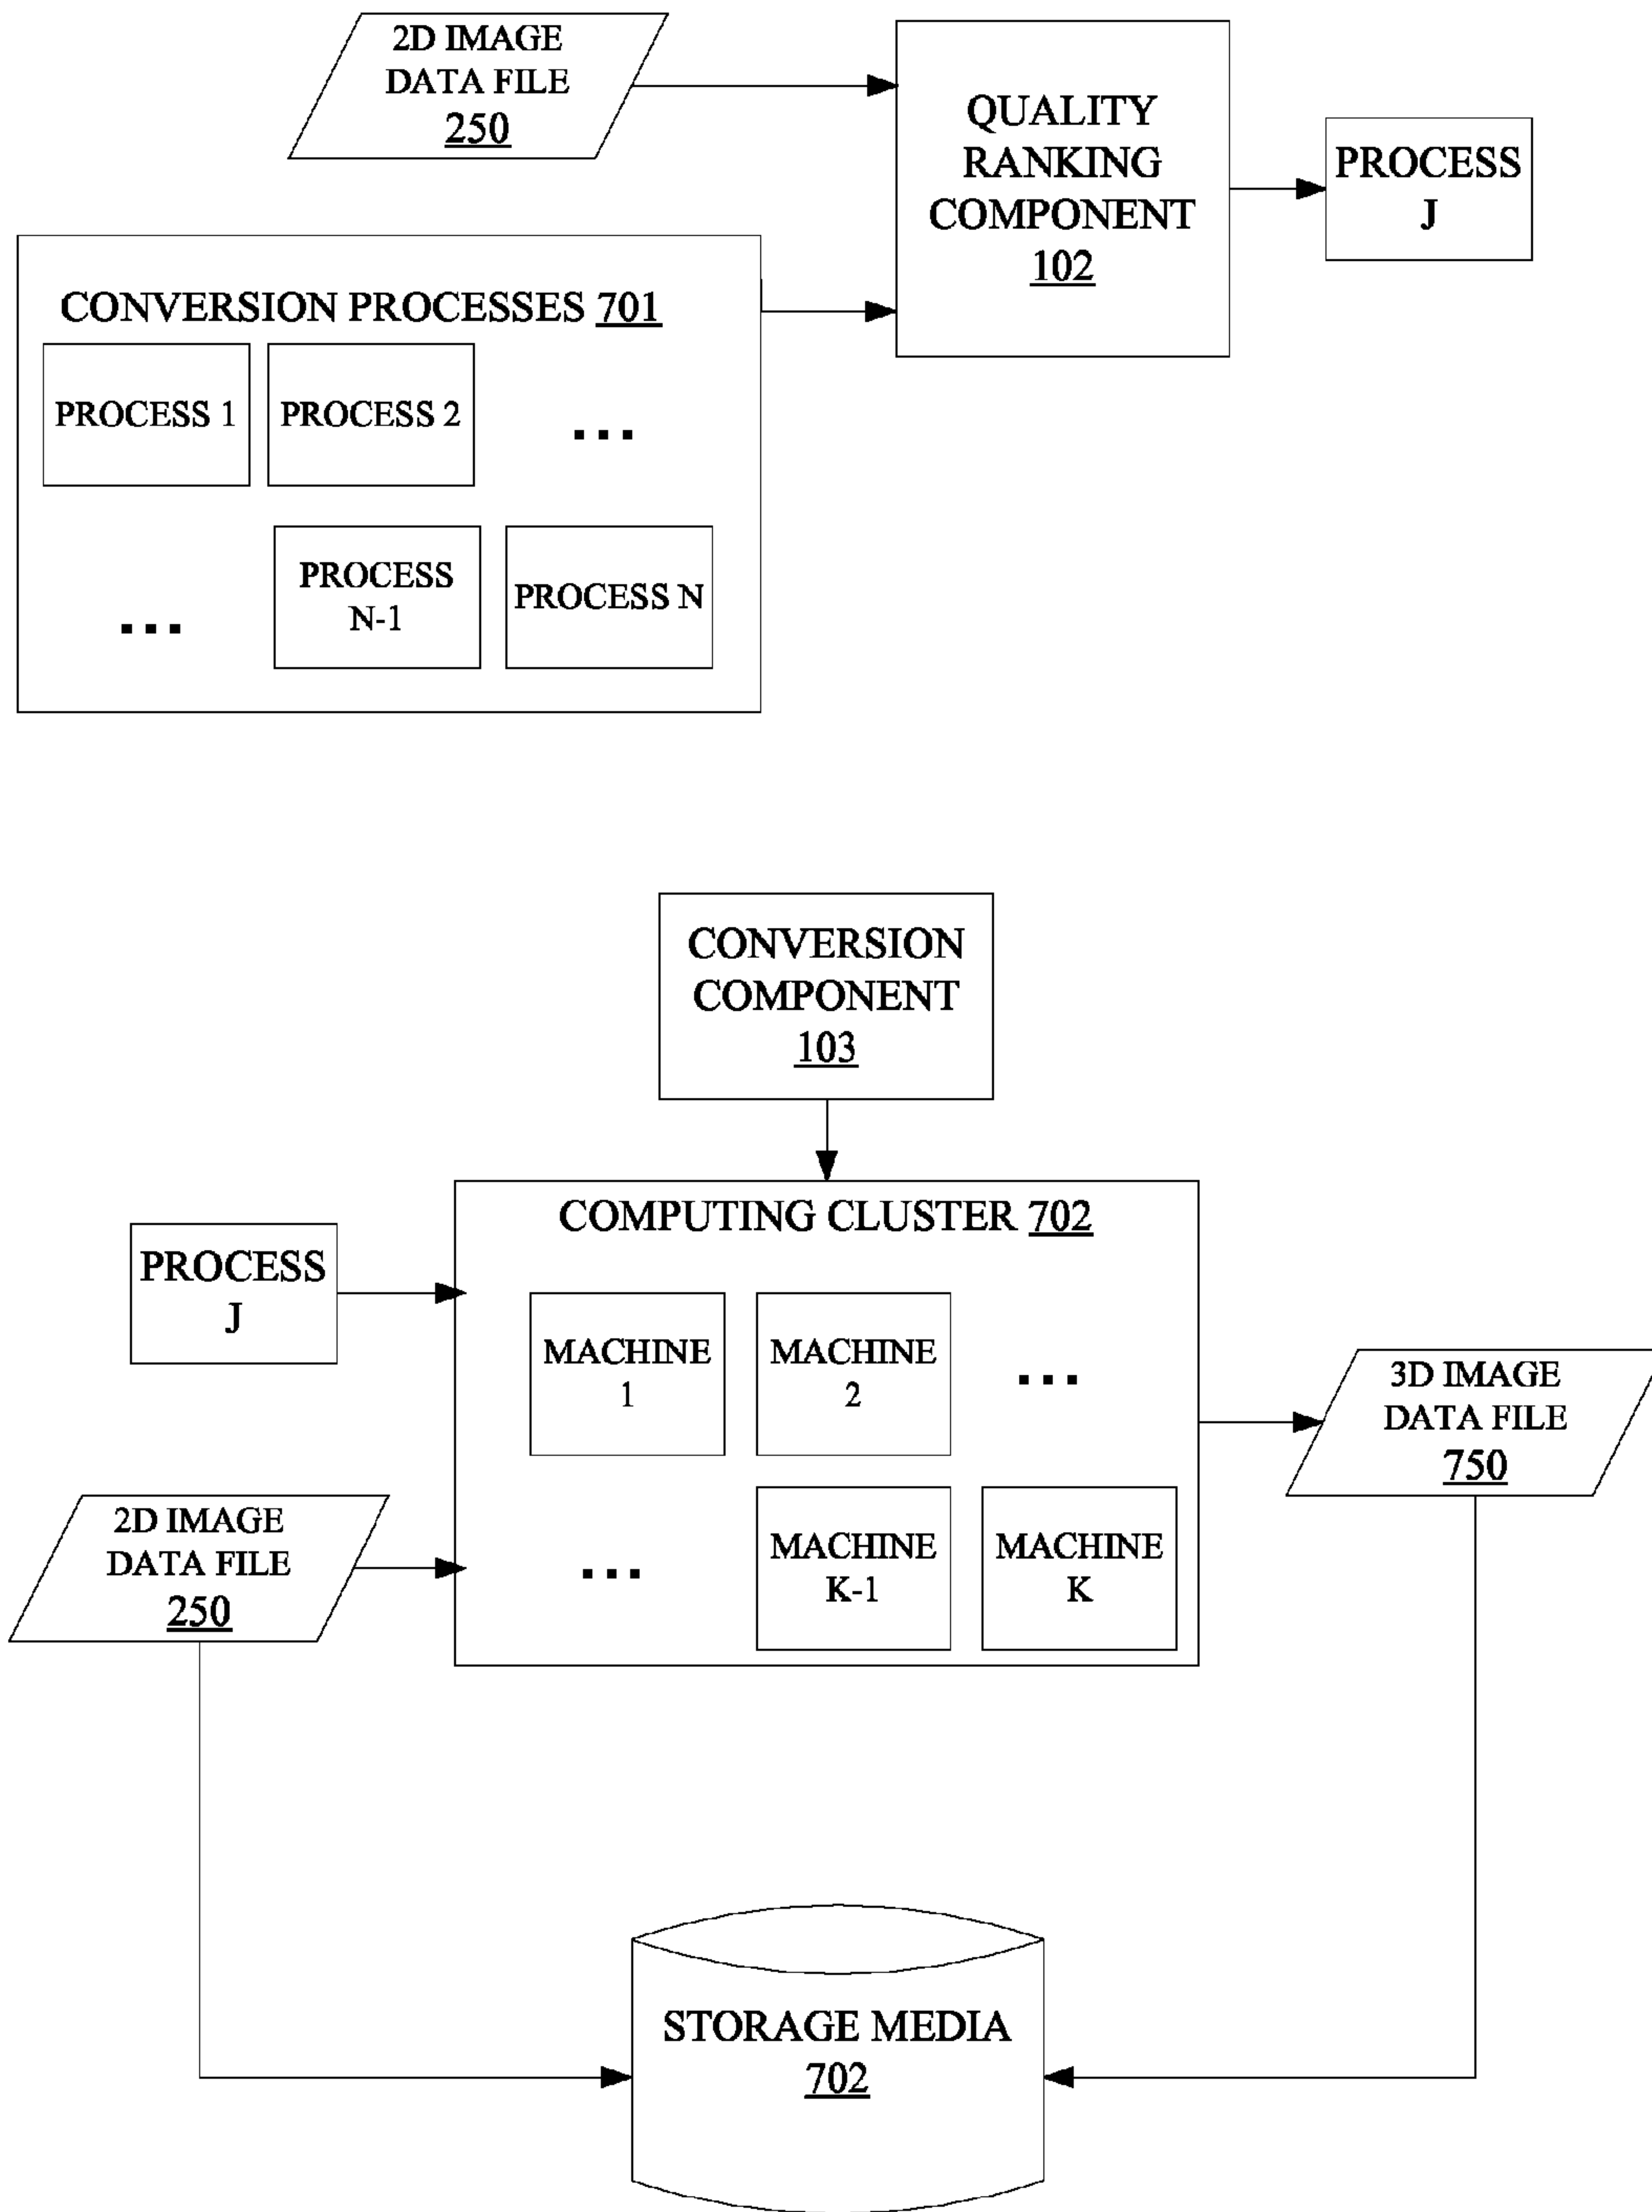 2D IMAGE
DATA FILE
250
QUALITY
RANKING
COMPONENT
102
PROCESS
J
CONVERSION PROCESSES 701
PROCESS 1
PROCESS 2
...
...
PROCESS
N-1
PROCESS N
CONVERSION
COMPONENT
103
COMPUTING CLUSTER 702
PROCESS
J
MACHINE
1
MACHINE
2
...
3D IMAGE
DATA FILE
750
2D IMAGE
DATA FILE
250
...
MACHINE
K-1
MACHINE
K
STORAGE MEDIA
702